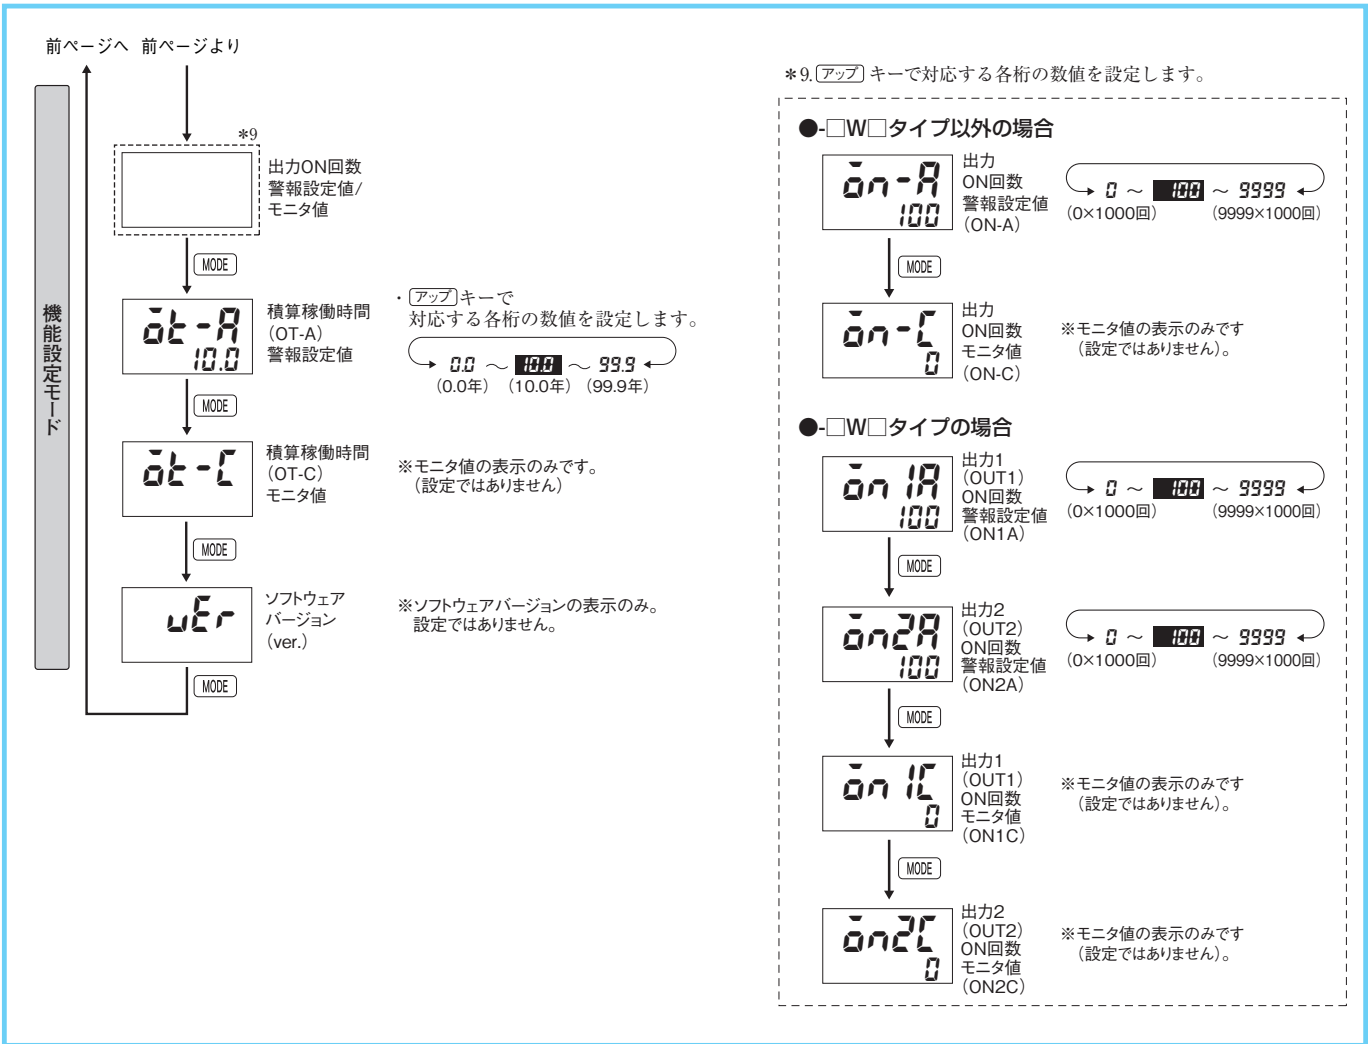 前ページへ 前ページより
機能設定モード
*9
出力ON回数
警報設定値/
モニタ値
MODE
ōt-A
10.0
積算稼働時間
(OT-A)
警報設定値
・アップキーで
対応する各桁の数値を設定します。
0.0 ～ 10.0 ～ 99.9
(0.0年) (10.0年) (99.9年)
MODE
ōt-C
積算稼働時間
(OT-C)
モニタ値
※モニタ値の表示のみです。
(設定ではありません)
MODE
vEr
ソフトウェア
バージョン
(ver.)
※ソフトウェアバージョンの表示のみ。
設定ではありません。
MODE
*9.アップキーで対応する各桁の数値を設定します。
●-□W□タイプ以外の場合
ōn-A
100
出力
ON回数
警報設定値
(ON-A)
0 ～ 100 ～ 9999
(0×1000回) (9999×1000回)
MODE
ōn-C
0
出力
ON回数
モニタ値
(ON-C)
※モニタ値の表示のみです
(設定ではありません)。
●-□W□タイプの場合
ōn1A
100
出力1
(OUT1)
ON回数
警報設定値
(ON1A)
0 ～ 100 ～ 9999
(0×1000回) (9999×1000回)
MODE
ōn2A
100
出力2
(OUT2)
ON回数
警報設定値
(ON2A)
0 ～ 100 ～ 9999
(0×1000回) (9999×1000回)
MODE
ōn1C
0
出力1
(OUT1)
ON回数
モニタ値
(ON1C)
※モニタ値の表示のみです
(設定ではありません)。
MODE
ōn2C
0
出力2
(OUT2)
ON回数
モニタ値
(ON2C)
※モニタ値の表示のみです
(設定ではありません)。